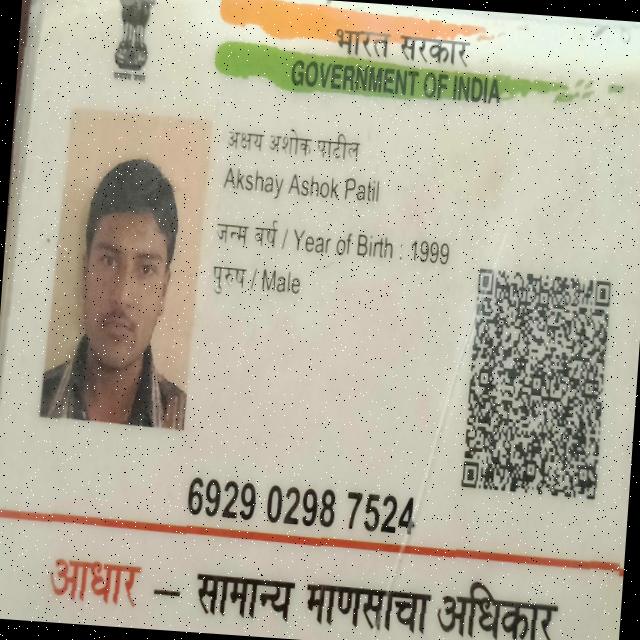 भारत सरकार
GOVERNMENT OF INDIA
अक्षय अशोक पाटील
Akshay Ashok Patil
जन्म वर्ष / Year of Birth : 1999
पुरुष / Male
6929 0298 7524
आधार – सामान्य माणसाचा अधिकार